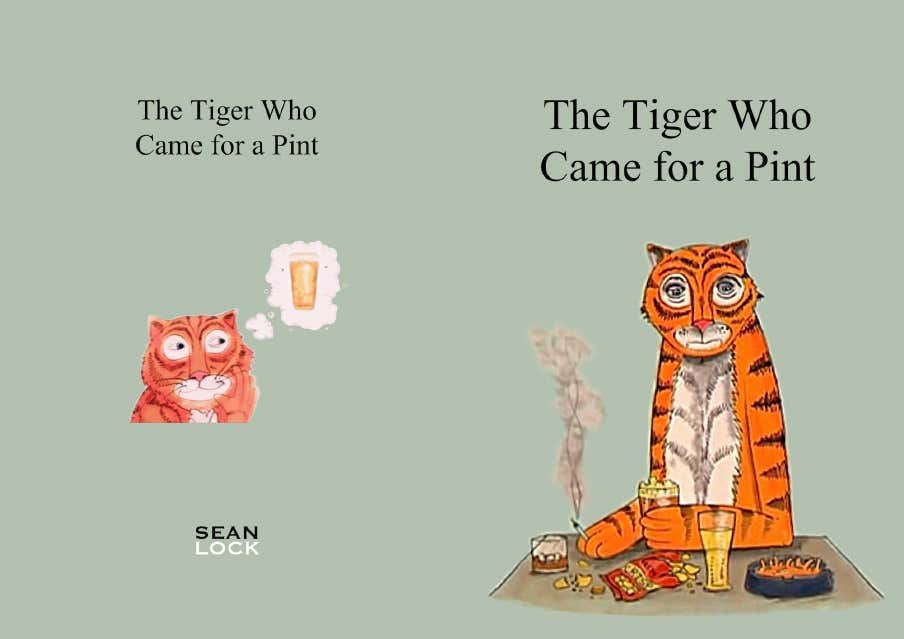 The Tiger Who
Came for a Pint
SEAN
LOCK
The Tiger Who
Came for a Pint